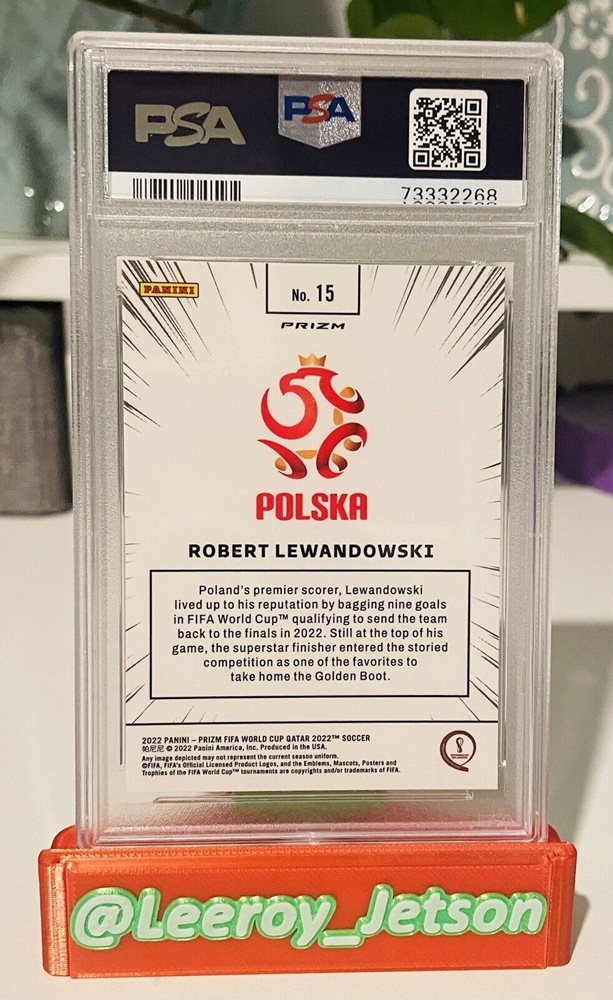 PSA
PSA
73332268
PANINI
No. 15
PRIZM
POLSKA
ROBERT LEWANDOWSKI
Poland's premier scorer, Lewandowski
lived up to his reputation by bagging nine goals
in FIFA World Cup™ qualifying to send the team
back to the finals in 2022. Still at the top of his
game, the superstar finisher entered the storied
competition as one of the favorites to
take home the Golden Boot.
2022 PANINI – PRIZM FIFA WORLD CUP QATAR 2022™ SOCCER
帕尼尼 © 2022 Panini America, Inc. Produced in the USA.
Any image depicted may not represent the current season uniform.
©FIFA, FIFA's Official Licensed Product Logos, and the Emblems, Mascots, Posters and
Trophies of the FIFA World Cup™ tournaments are copyrights and/or trademarks of FIFA.
@Leeroy_Jetson